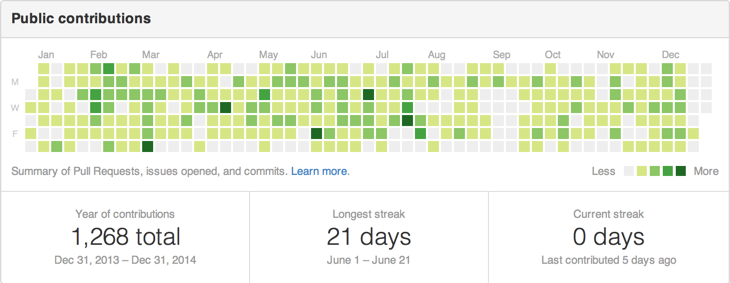 Public contributions
Jan Feb Mar Apr May Jun Jul Aug Sep Oct Nov Dec
M
W
F
Summary of Pull Requests, issues opened, and commits. Learn more. Less More
Year of contributions
1,268 total
Dec 31, 2013 – Dec 31, 2014
Longest streak
21 days
June 1 – June 21
Current streak
0 days
Last contributed 5 days ago